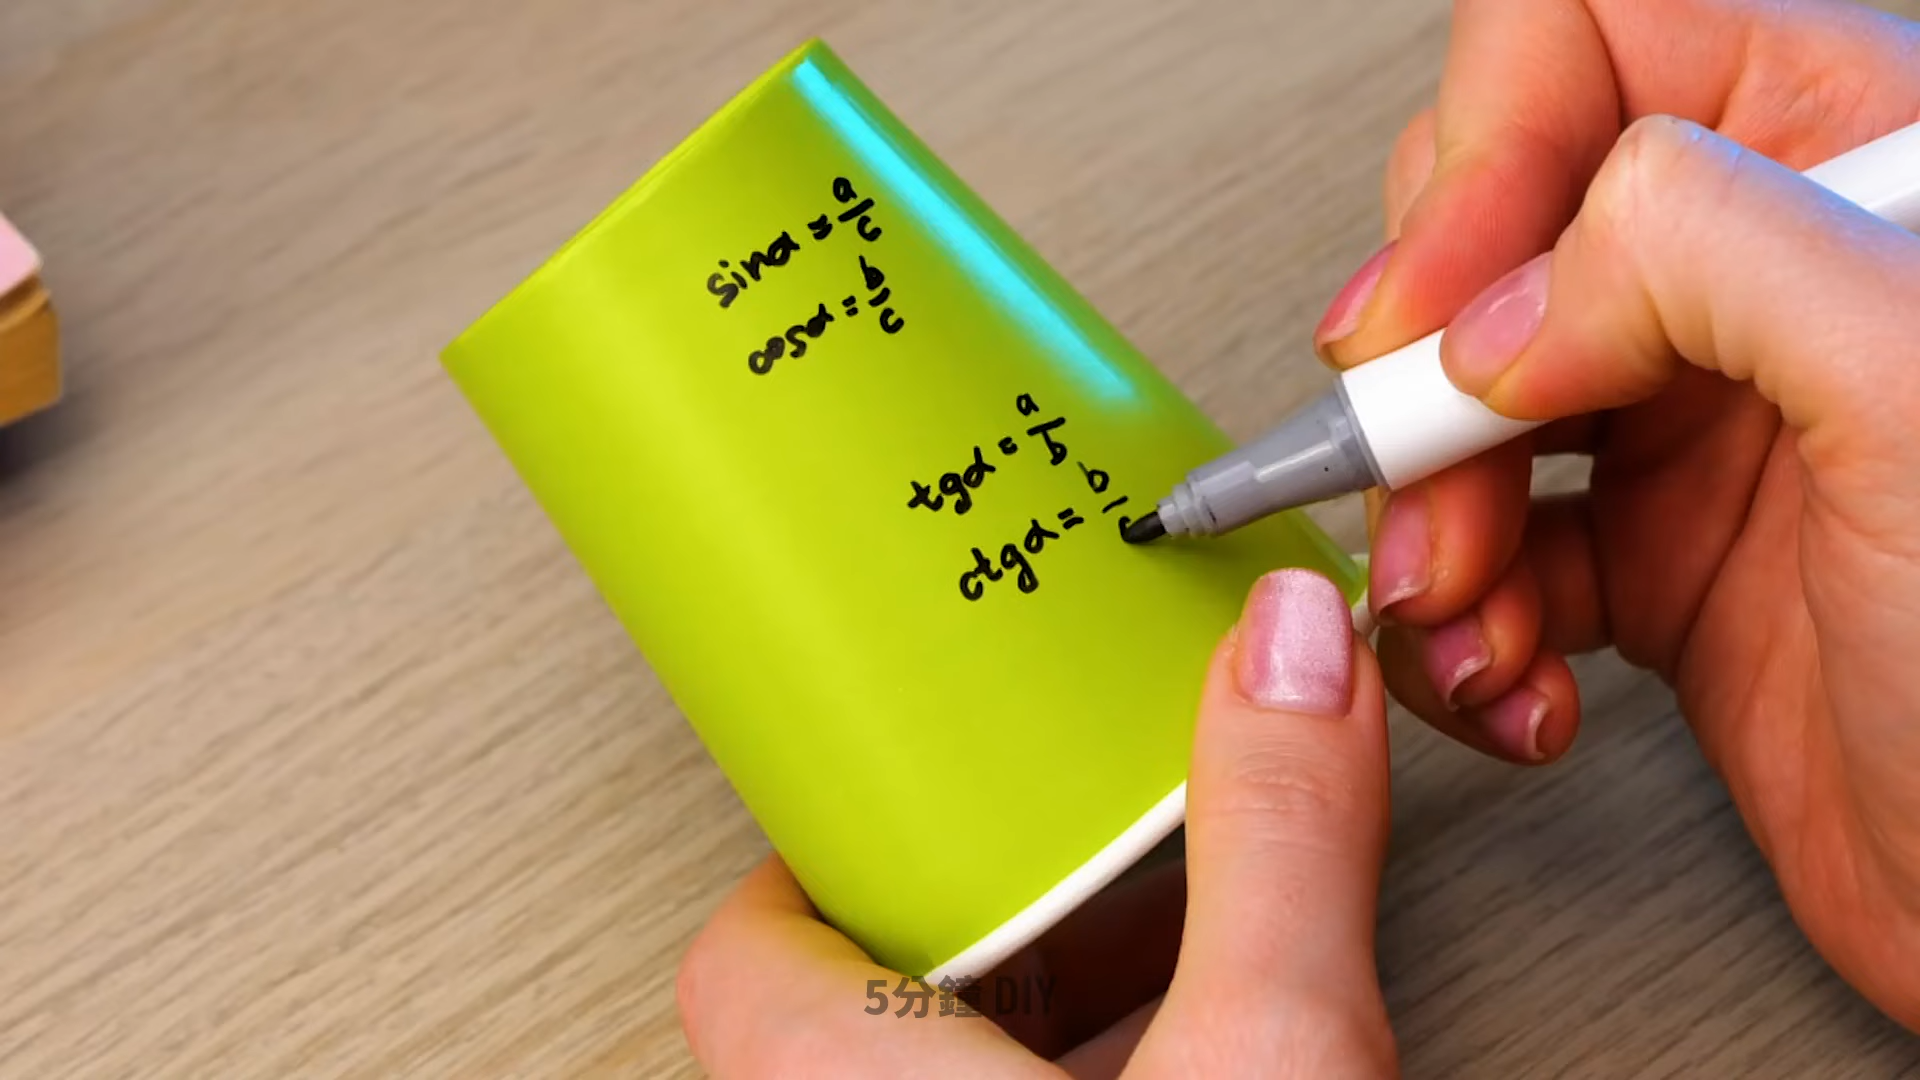 sinα = a/c
cosα = b/c
tgα = a/b
ctgα = b/
5分鐘 DIY